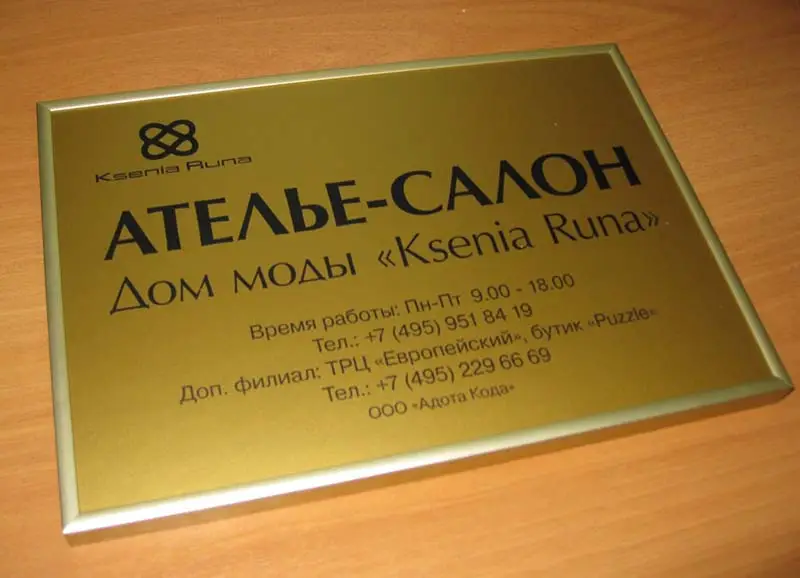 Ksenia Runa
АТЕЛЬЕ-САЛОН
Дом моды «Ksenia Runa»
Время работы: Пн-Пт 9.00 - 18.00
Тел.: +7 (495) 951 84 19
Доп. филиал: ТРЦ «Европейский», бутик «Puzzle»
Тел.: +7 (495) 229 66 69
ООО «Адота Кода»